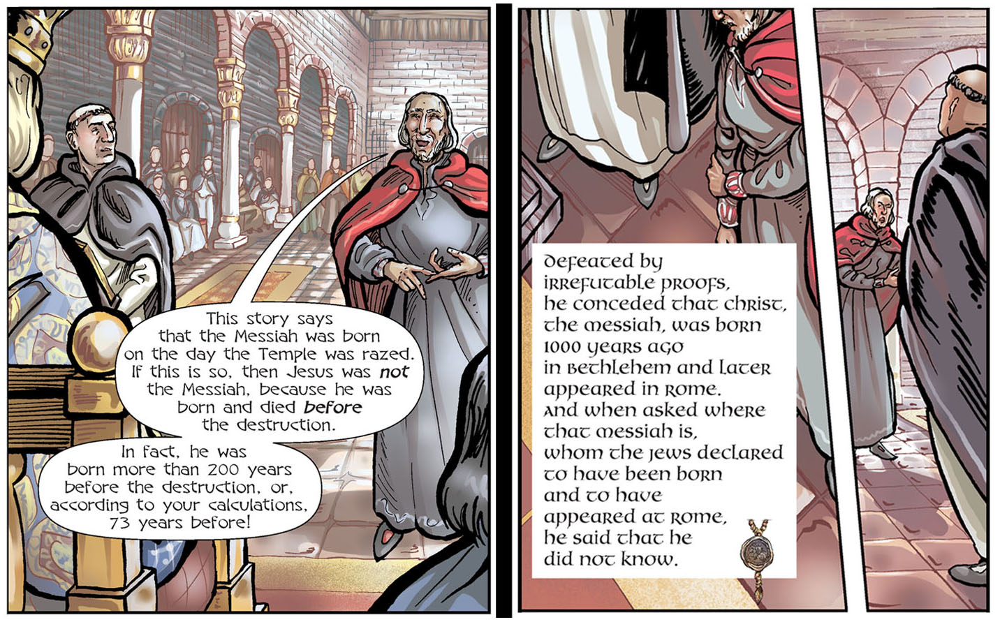 This story says
that the Messiah was born
on the day the Temple was razed.
If this is so, then Jesus was not
the Messiah, because he was
born and died before
the destruction.
In fact, he was
born more than 200 years
before the destruction, or,
according to your calculations,
73 years before!
Defeated by
irrefutable proofs,
he conceded that Christ,
the messiah, was born
1000 years ago
in Bethlehem and later
appeared in Rome.
And when asked where
that messiah is,
whom the Jews declared
to have been born
and to have
appeared at Rome,
he said that he
did not know.